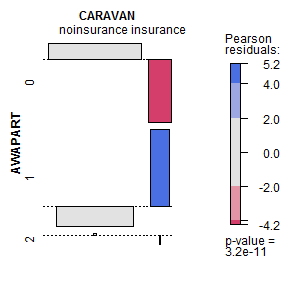 CARAVAN
noinsurance insurance
AWAPART
0
1
2
Pearson
residuals:
5.2
4.0
2.0
0.0
-2.0
-4.2
p-value =
3.2e-11